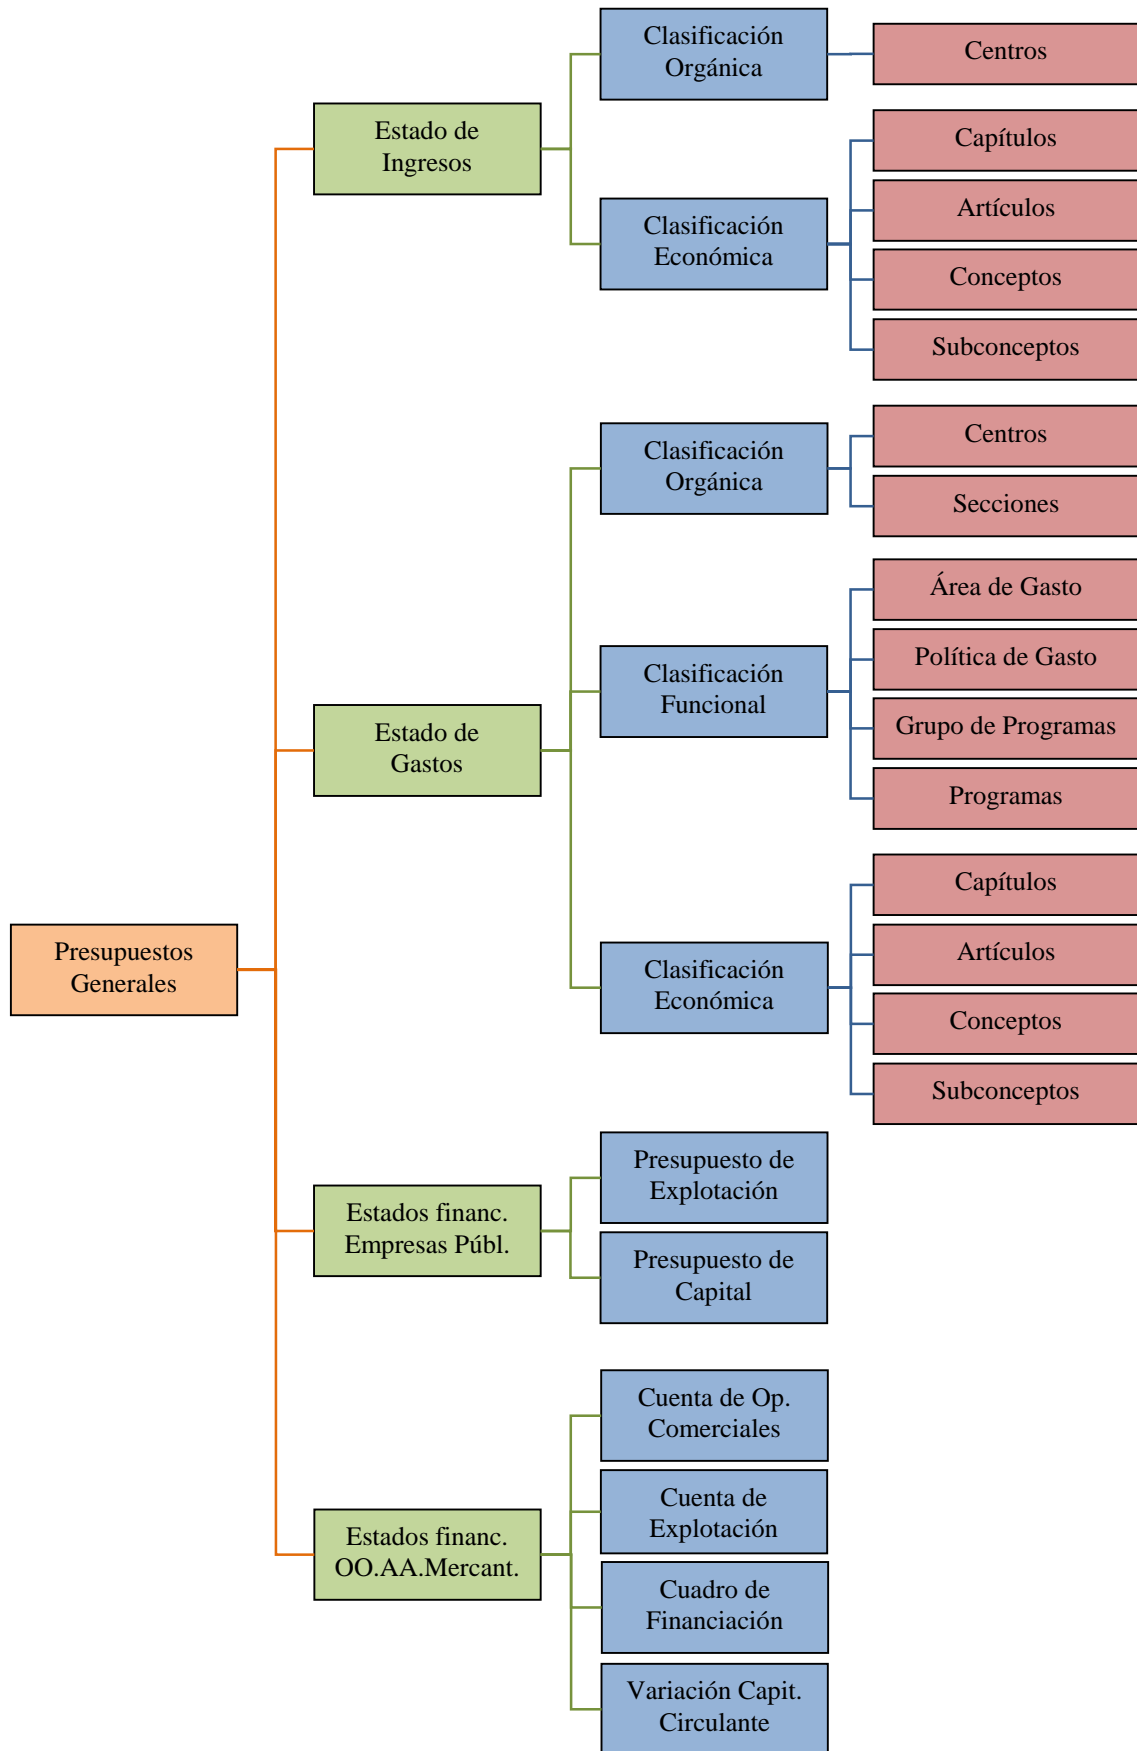 Presupuestos
Generales
Estado de
Ingresos
Clasificación
Orgánica
Centros
Clasificación
Económica
Capítulos
Artículos
Conceptos
Subconceptos
Estado de
Gastos
Clasificación
Orgánica
Centros
Secciones
Clasificación
Funcional
Área de Gasto
Política de Gasto
Grupo de Programas
Programas
Clasificación
Económica
Capítulos
Artículos
Conceptos
Subconceptos
Estados financ.
Empresas Públ.
Presupuesto de
Explotación
Presupuesto de
Capital
Estados financ.
OO.AA.Mercant.
Cuenta de Op.
Comerciales
Cuenta de
Explotación
Cuadro de
Financiación
Variación Capit.
Circulante